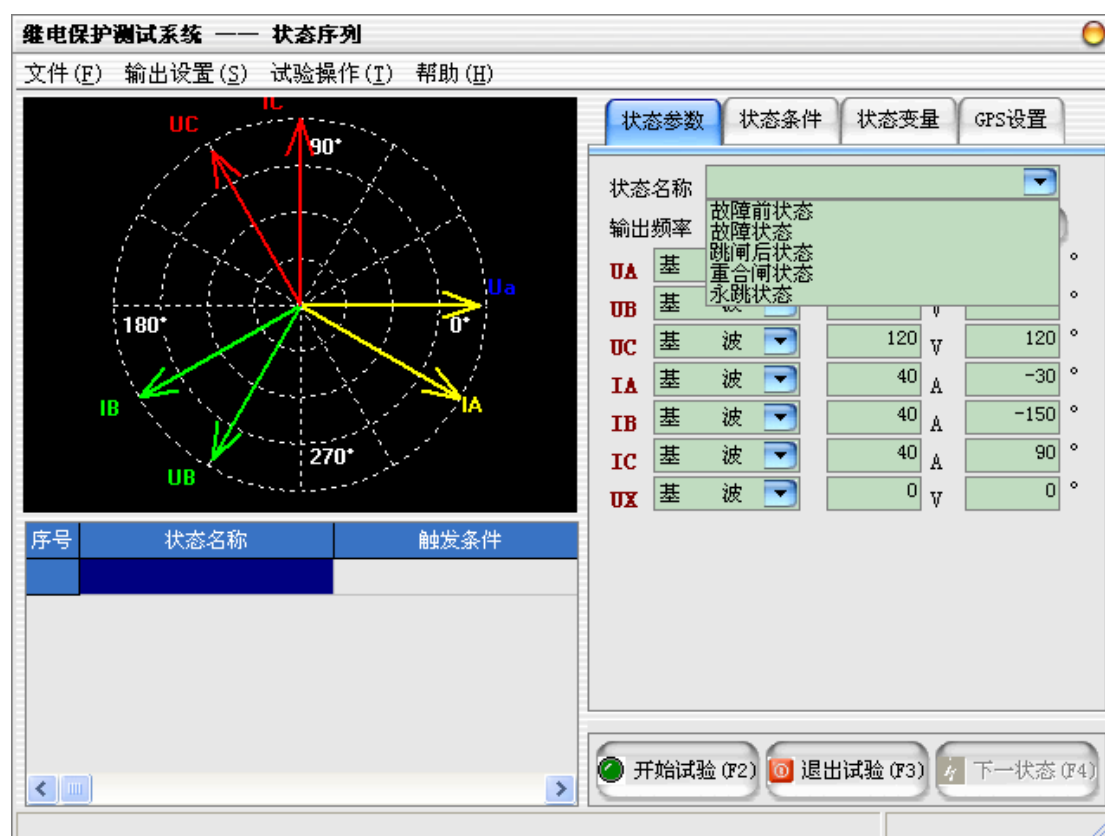 继电保护测试系统 —— 状态序列
文件(F) 输出设置(S) 试验操作(T) 帮助(H)
IC
UC
90°
Ua
180°
0°
IB
IA
270°
UB
序号 状态名称 触发条件
状态参数 状态条件 状态变量 GPS设置
状态名称
故障前状态
故障状态
跳闸后状态
重合闸状态
永跳状态
输出频率
UA 基 °
UB 基 波 V °
UC 基 波 120 V 120 °
IA 基 波 40 A -30 °
IB 基 波 40 A -150 °
IC 基 波 40 A 90 °
UX 基 波 0 V 0 °
开始试验(F2) 退出试验(F3) 下一状态(F4)